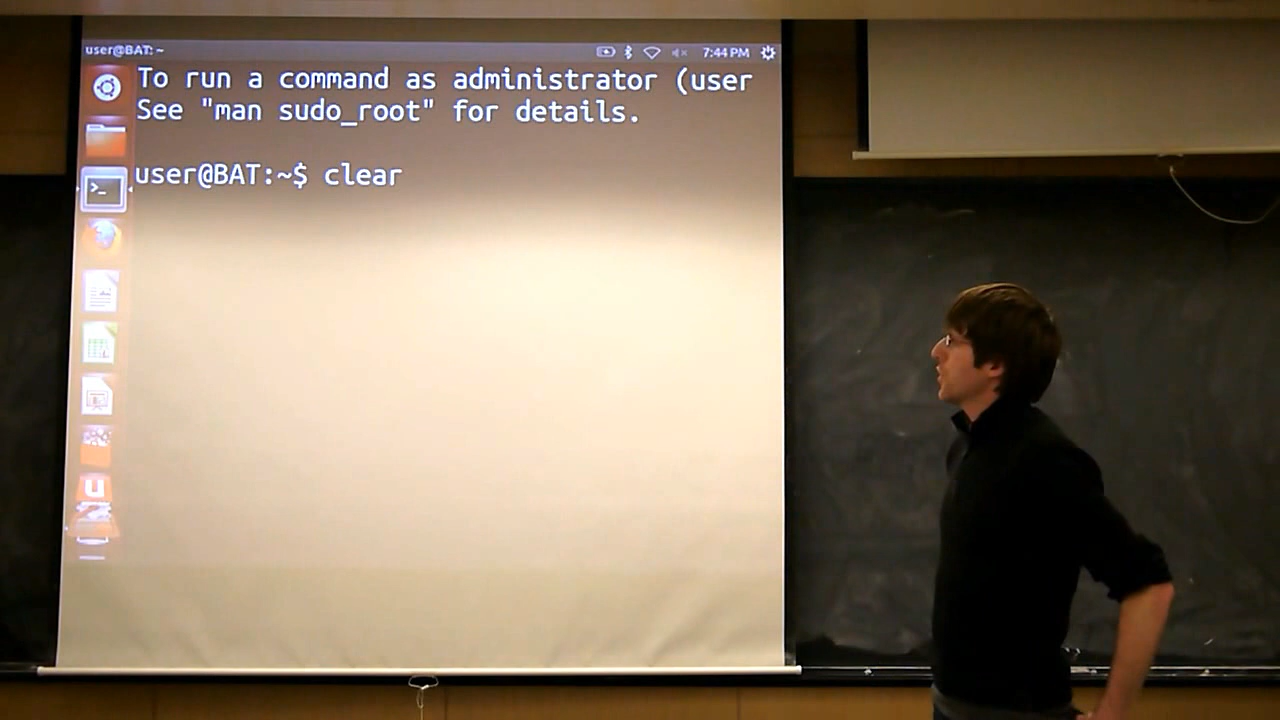 user@BAT: ~
7:44 PM
To run a command as administrator (user
See "man sudo_root" for details.
user@BAT:~$ clear
>_
u